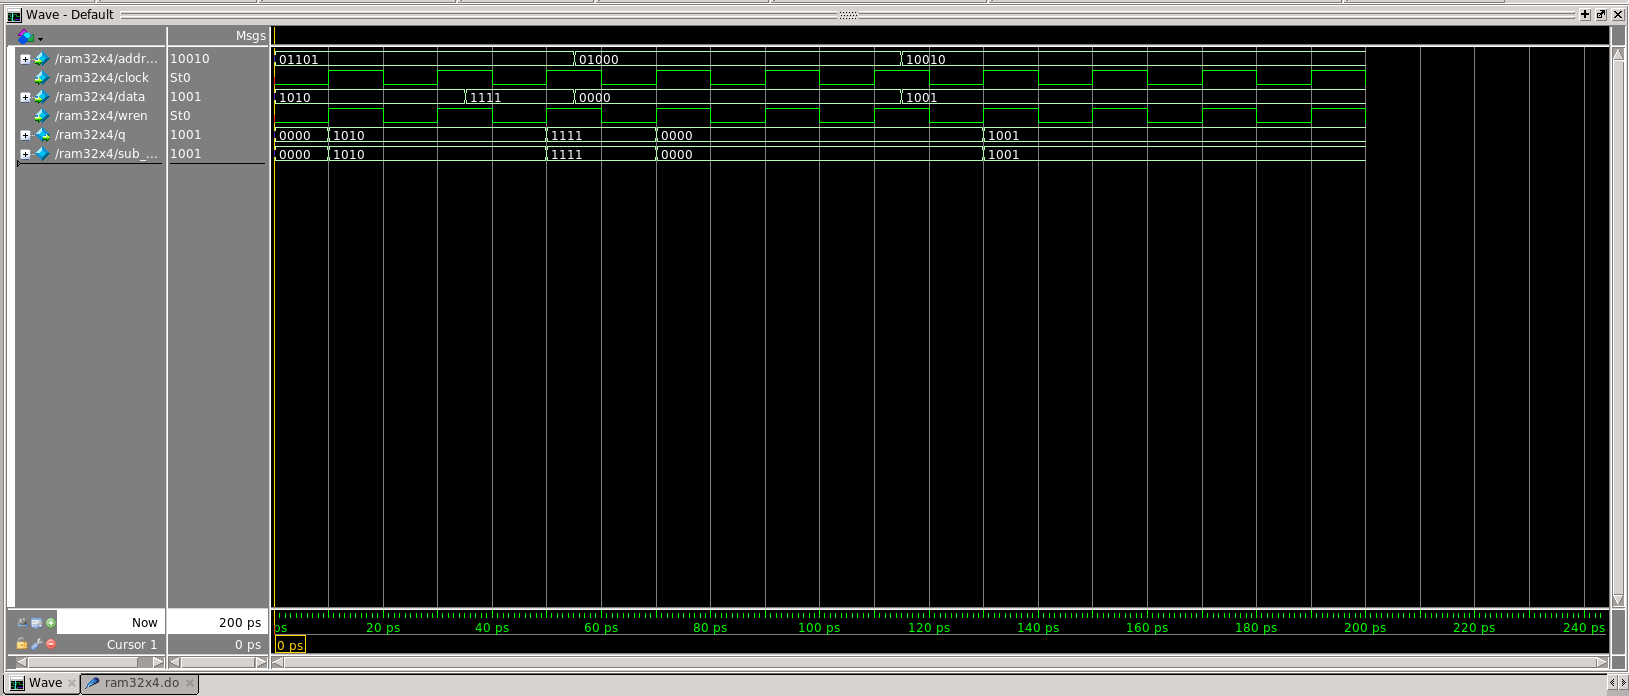 Wave - Default
Msgs
/ram32x4/addr... 10010 01101 01000 10010
/ram32x4/clock St0
/ram32x4/data 1001 1010 1111 0000 1001
/ram32x4/wren St0
/ram32x4/q 1001 0000 1010 1111 0000 1001
/ram32x4/sub_... 1001 0000 1010 1111 0000 1001
Now 200 ps ps 20 ps 40 ps 60 ps 80 ps 100 ps 120 ps 140 ps 160 ps 180 ps 200 ps 220 ps 240 ps
Cursor 1 0 ps 0 ps
Wave ram32x4.do